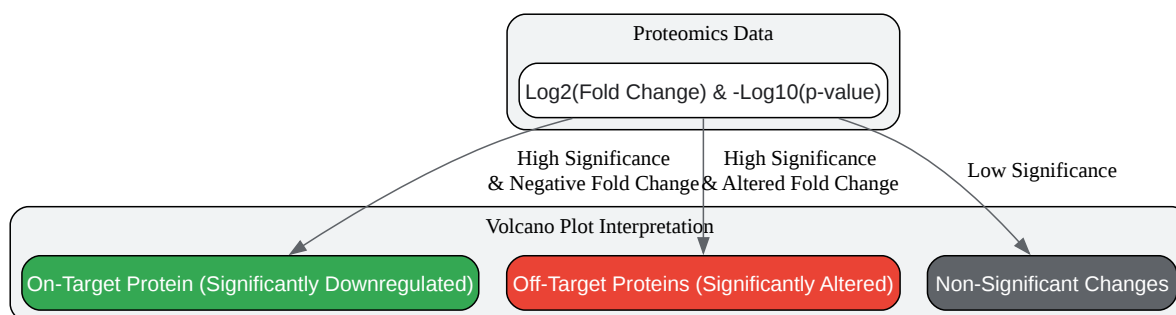 Proteomics Data
Log2(Fold Change) & -Log10(p-value)
High Significance
& Negative Fold Change
High Significance
& Altered Fold Change
Low Significance
Volcano Plot Interpretation
On-Target Protein (Significantly Downregulated)
Off-Target Proteins (Significantly Altered)
Non-Significant Changes